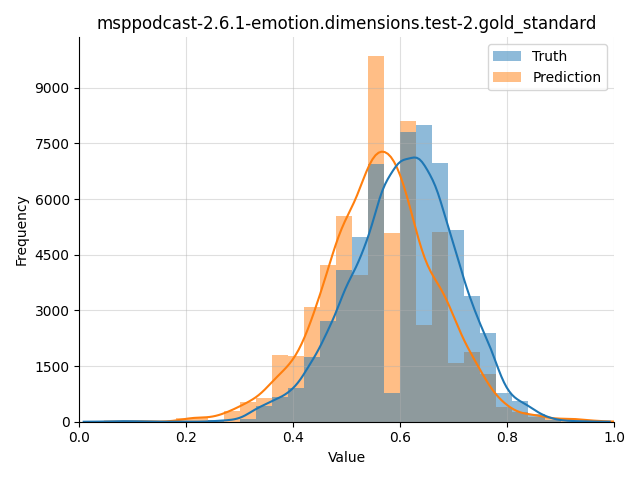 msppodcast-2.6.1-emotion.dimensions.test-2.gold_standard
Truth
Prediction
9000
7500
6000
4500
3000
1500
0
Frequency
0.0 0.2 0.4 0.6 0.8 1.0
Value